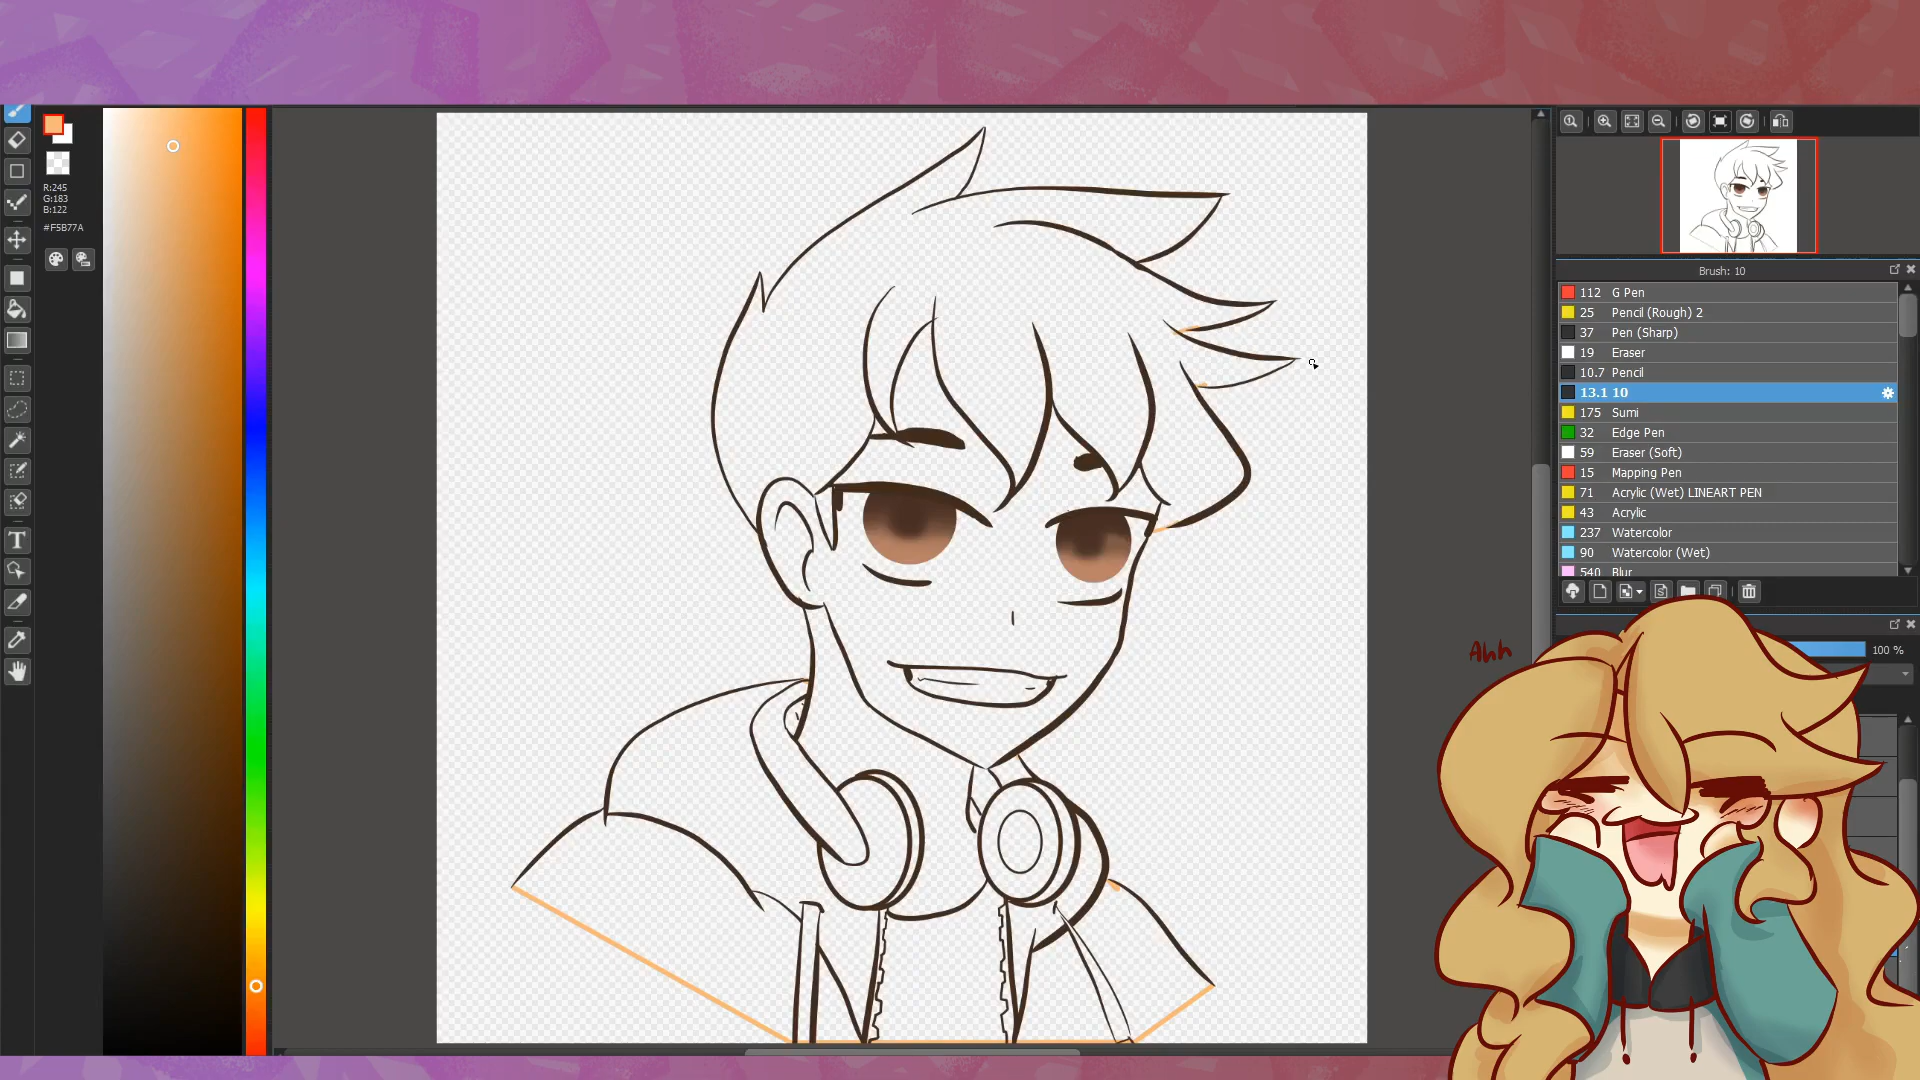 R:245
G:183
B:122
#F5B77A
Brush: 10
112 G Pen
25 Pencil (Rough) 2
37 Pen (Sharp)
19 Eraser
10.7 Pencil
13.1 10
175 Sumi
32 Edge Pen
59 Eraser (Soft)
15 Mapping Pen
71 Acrylic (Wet) LINEART PEN
43 Acrylic
237 Watercolor
90 Watercolor (Wet)
540 Blur
100 %
Ahh